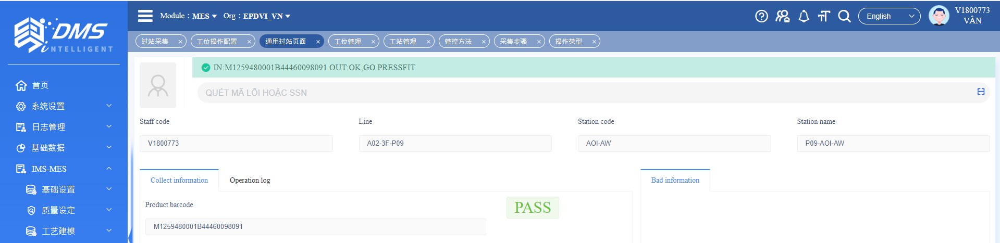 DMS
iNTELLIGENT
Module：MES Org：EPDVI_VN
English
V1800773
VÂN
过站采集 × 工位操作配置 × 通用过站页面 × 工位管理 × 工站管理 × 管控方法 × 采集步骤 × 操作类型 ×
IN:M1259480001B44460098091 OUT:OK,GO PRESSFIT
QUÉT MÃ LỖI HOẶC SSN
首页
系统设置
日志管理
基础数据
IMS-MES
基础设置
质量设定
工艺建模
Staff code Line Station code Station name
V1800773 A02-3F-P09 AOI-AW P09-AOI-AW
Collect information Operation log Bad information
Product barcode
PASS
M1259480001B44460098091